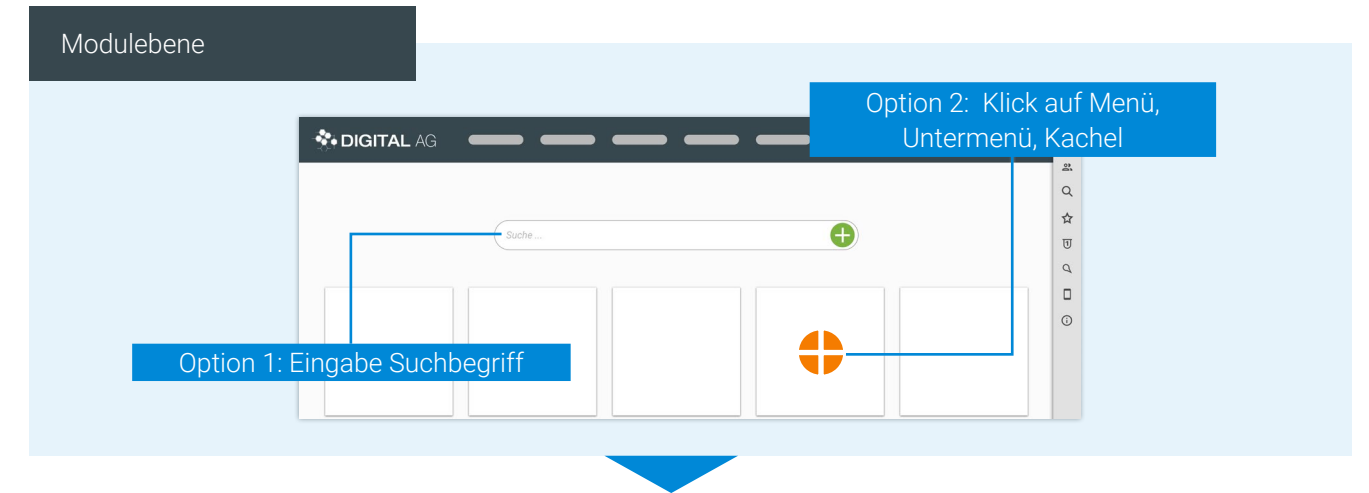 Modulebene
Option 2: Klick auf Menü,
Untermenü, Kachel
DIGITAL AG
Suche ...
Option 1: Eingabe Suchbegriff